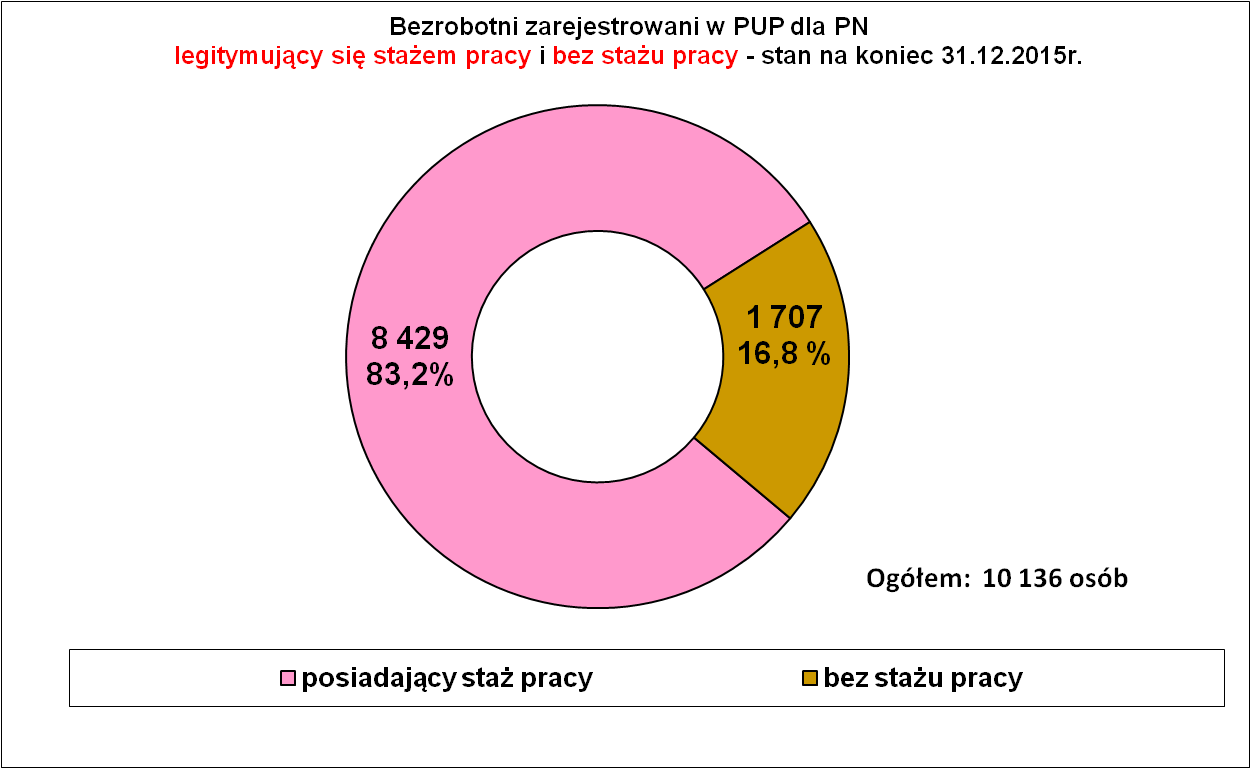 Bezrobotni zarejestrowani w PUP dla PN
legitymujący się stażem pracy i bez stażu pracy - stan na koniec 31.12.2015r.
8 429
83,2%
1 707
16,8 %
Ogółem: 10 136 osób
posiadający staż pracy
bez stażu pracy